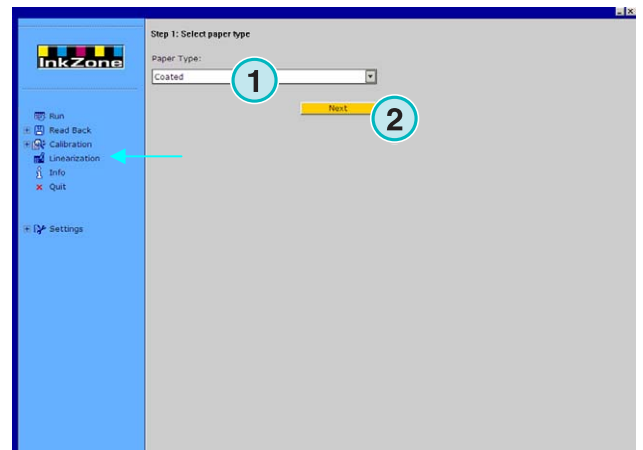 InkZone
Run
Read Back
Calibration
Linearization
Info
Quit
Settings
Step 1: Select paper type
Paper Type:
Coated
1
Next
2